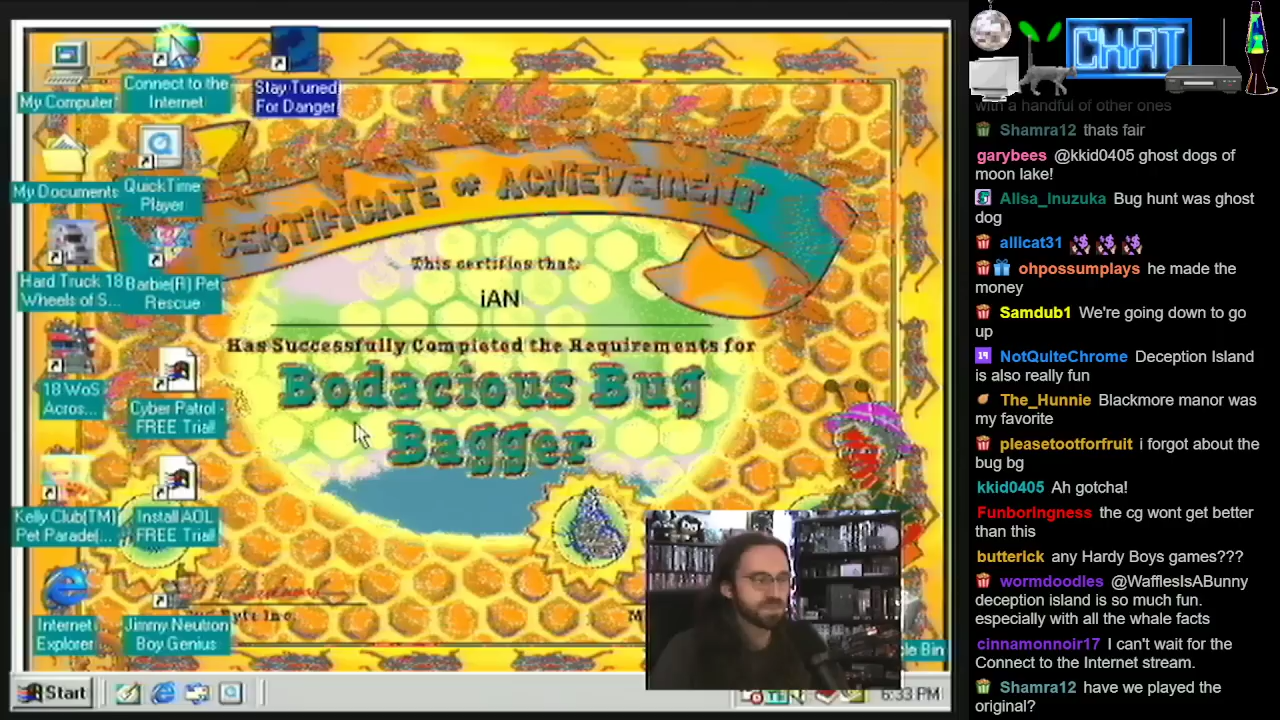 My Computer
Connect to the
Internet
Stay Tuned
For Danger
My Documents
QuickTime
Player
Hard Truck 18
Wheels of S...
Barbie(R) Pet
Rescue
18 WoS
Acros...
Cyber Patrol -
FREE Trial!
Kelly Club(TM)
Pet Parade(...
Install AOL
FREE Trial
Internet
Explorer
Jimmy Neutron
Boy Genius
CERTIFICATE OF ACHIEVEMENT
This certifies that:
iAN
Has Successfully Completed the Requirements for
Bodacious Bug
Bagger
Start
6:33 PM
CHAT
with a handful of other ones
Shamra12 thats fair
garybees @kkid0405 ghost dogs of
moon lake!
Alisa_Inuzuka Bug hunt was ghost
dog
allicat31
ohpossumplays he made the
money
Samdub1 We're going down to go
up
NotQuiteChrome Deception Island
is also really fun
The_Hunnie Blackmore manor was
my favorite
pleasetootforfruit i forgot about the
bug bg
kkid0405 Ah gotcha!
Funboringness the cg wont get better
than this
butterick any Hardy Boys games???
wormdoodles @WafflesIsABunny
deception island is so much fun.
especially with all the whale facts
cinnamonnoir17 I can't wait for the
Connect to the Internet stream.
Shamra12 have we played the
original?